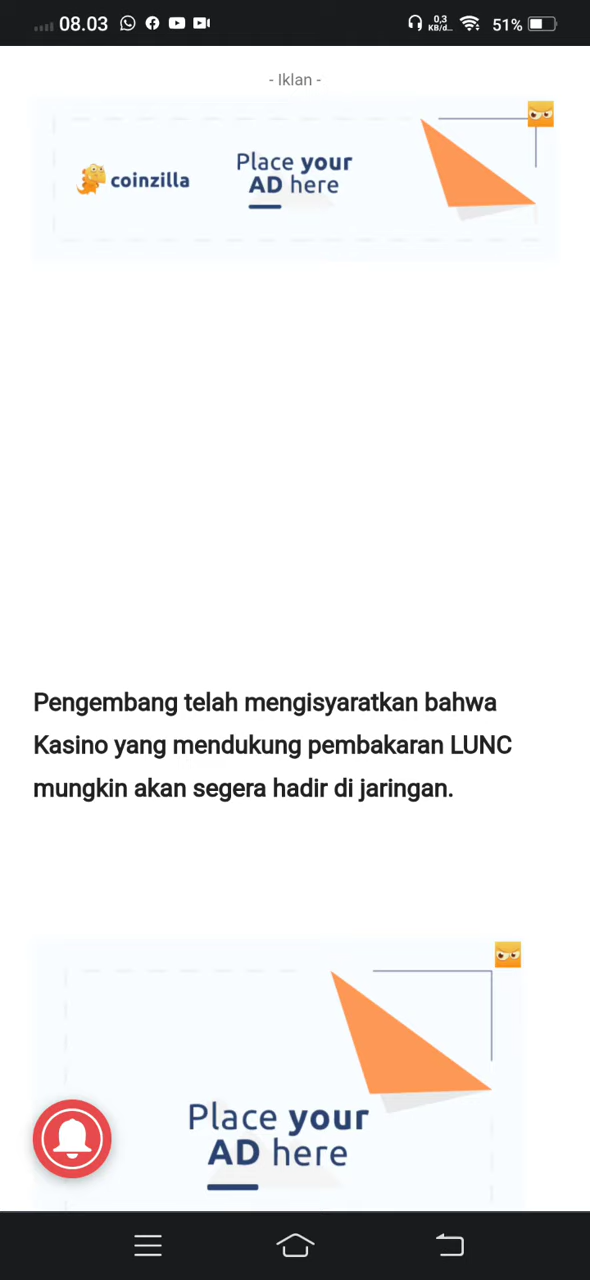 08.03
0,3
KB/d...
51%
- Iklan -
coinzilla
Place your
AD here
Pengembang telah mengisyaratkan bahwa
Kasino yang mendukung pembakaran LUNC
mungkin akan segera hadir di jaringan.
Place your
AD here